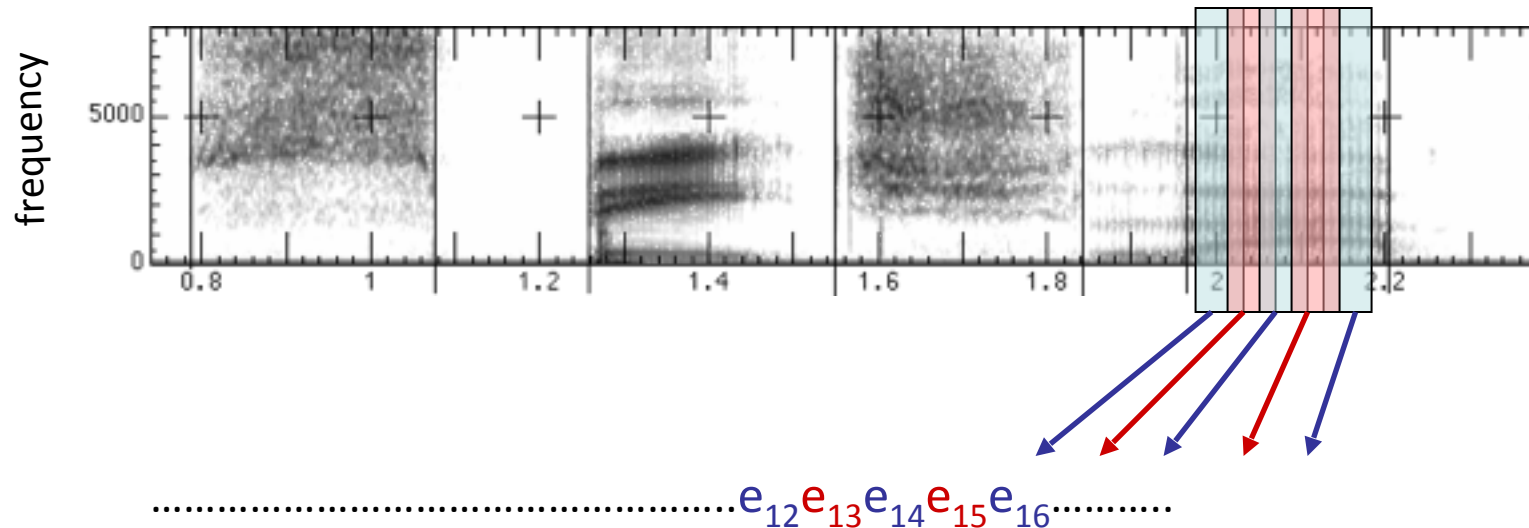 frequency
5000
0
0.8 1 1.2 1.4 1.6 1.8 2 2.2
..........................................e₁₂e₁₃e₁₄e₁₅e₁₆..........